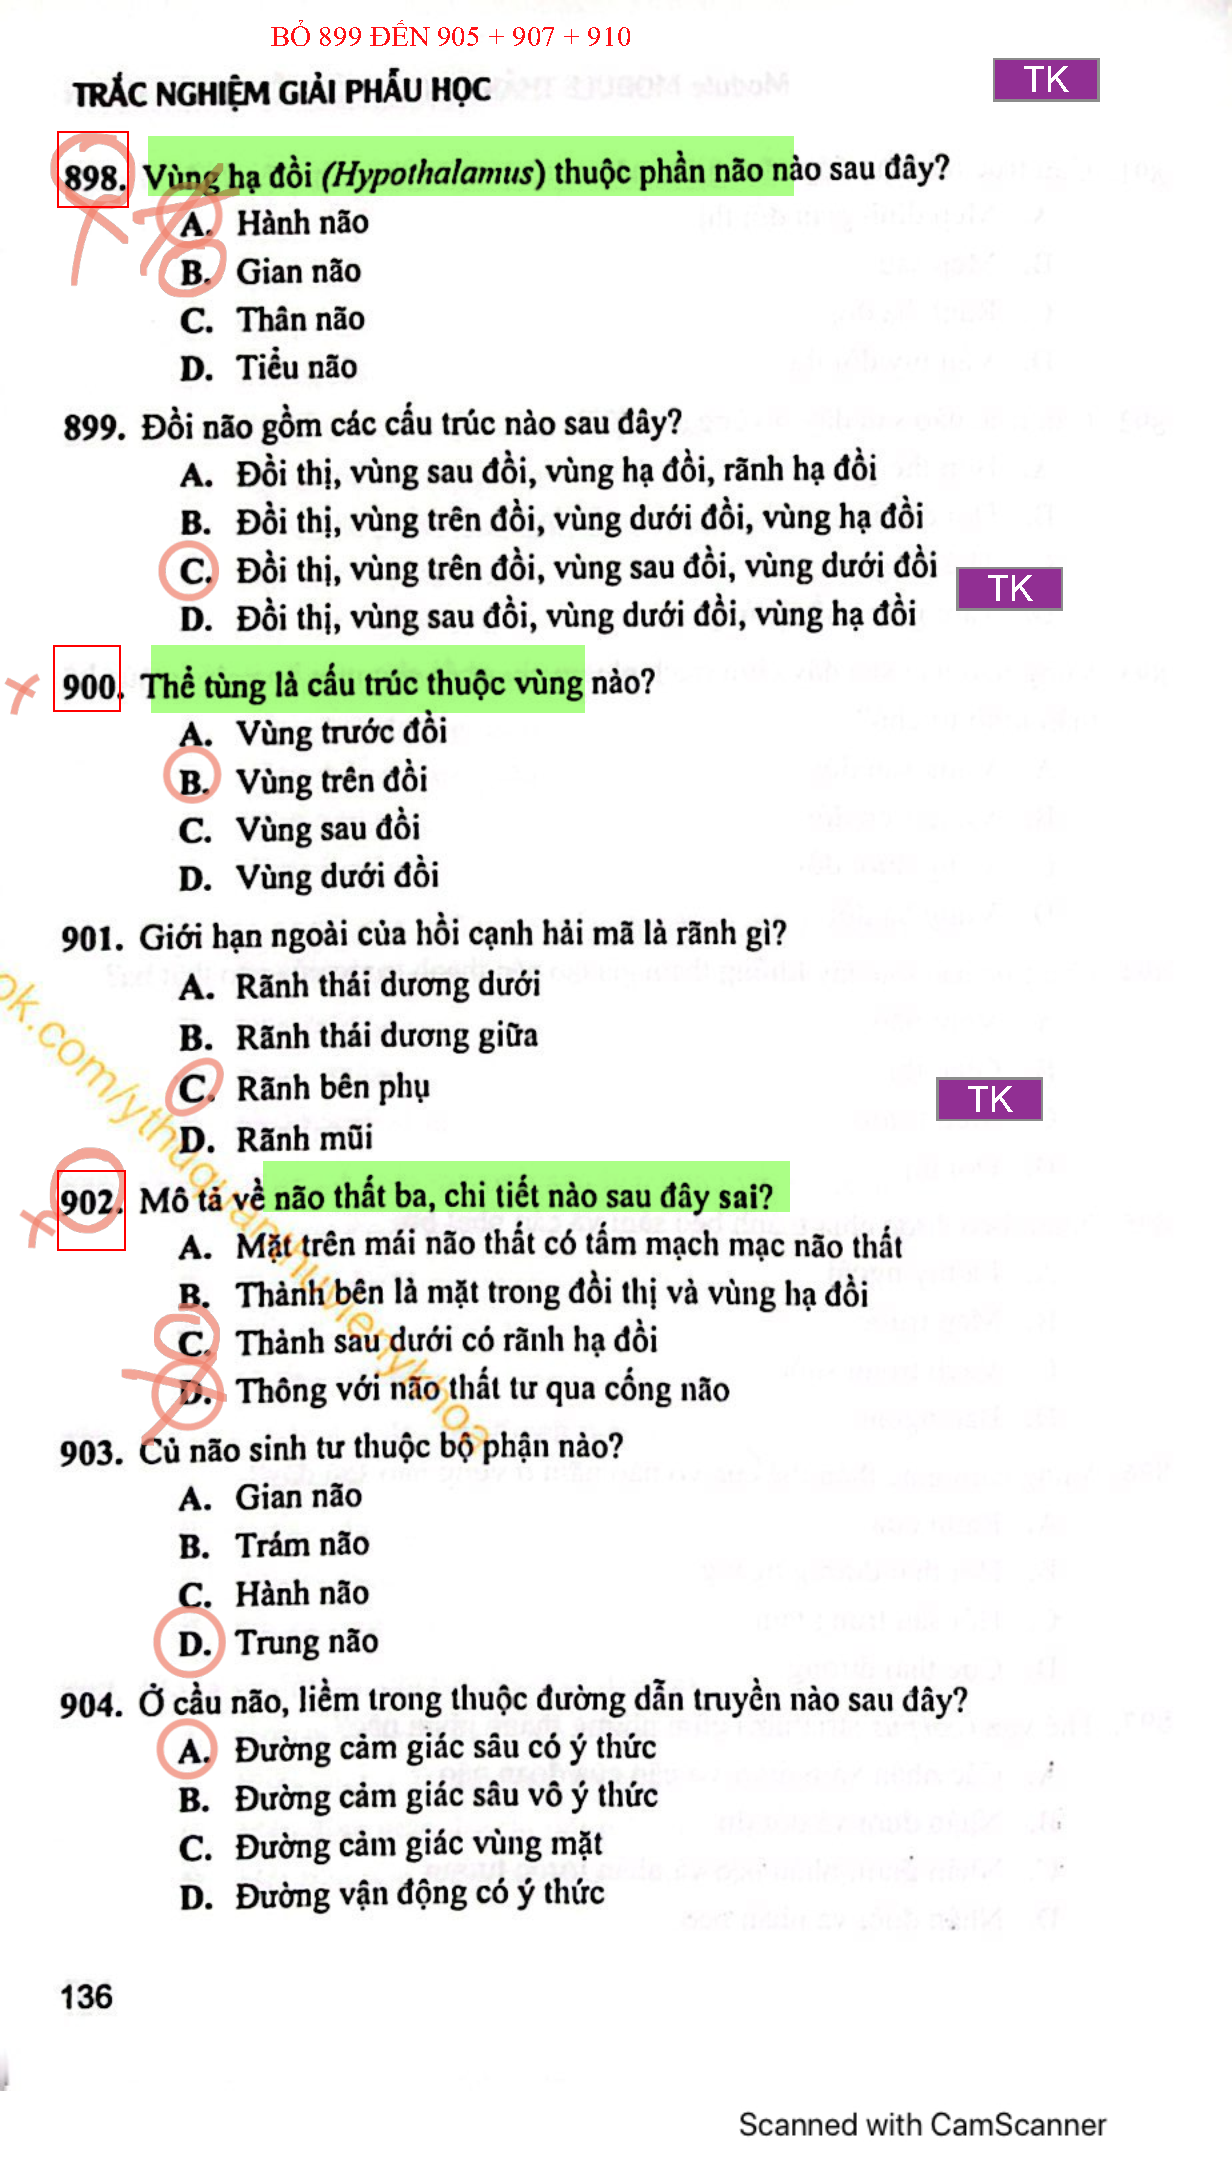 BỎ 899 ĐẾN 905 + 907 + 910
TRẮC NGHIỆM GIẢI PHẪU HỌC
TK
898. Vùng hạ đồi (Hypothalamus) thuộc phần não nào sau đây?
A. Hành não
B. Gian não
C. Thân não
D. Tiểu não
899. Đồi não gồm các cấu trúc nào sau đây?
A. Đồi thị, vùng sau đồi, vùng hạ đồi, rãnh hạ đồi
B. Đồi thị, vùng trên đồi, vùng dưới đồi, vùng hạ đồi
C. Đồi thị, vùng trên đồi, vùng sau đồi, vùng dưới đồi
TK
D. Đồi thị, vùng sau đồi, vùng dưới đồi, vùng hạ đồi
900. Thể tùng là cấu trúc thuộc vùng nào?
A. Vùng trước đồi
B. Vùng trên đồi
C. Vùng sau đồi
D. Vùng dưới đồi
901. Giới hạn ngoài của hồi cạnh hải mã là rãnh gì?
A. Rãnh thái dương dưới
B. Rãnh thái dương giữa
C. Rãnh bên phụ
TK
D. Rãnh mũi
902. Mô tả về não thất ba, chi tiết nào sau đây sai?
A. Mặt trên mái não thất có tấm mạch mạc não thất
B. Thành bên là mặt trong đồi thị và vùng hạ đồi
C. Thành sau dưới có rãnh hạ đồi
D. Thông với não thất tư qua cống não
903. Củ não sinh tư thuộc bộ phận nào?
A. Gian não
B. Trám não
C. Hành não
D. Trung não
904. Ở cầu não, liềm trong thuộc đường dẫn truyền nào sau đây?
A. Đường cảm giác sâu có ý thức
B. Đường cảm giác sâu vô ý thức
C. Đường cảm giác vùng mặt
D. Đường vận động có ý thức
ok.com/ythuquanthuvienykhoa
136
Scanned with CamScanner